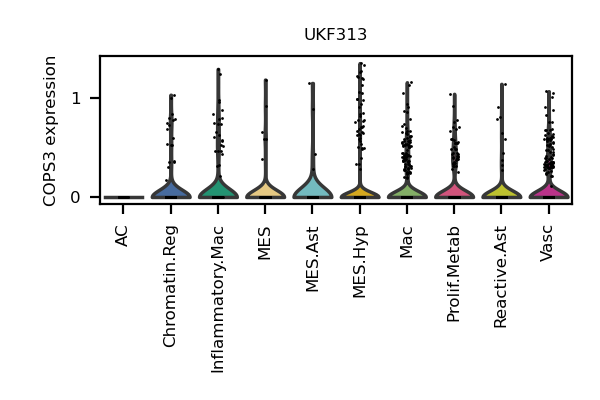 UKF313
COPS3 expression
1
0
AC
Chromatin.Reg
Inflammatory.Mac
MES
MES.Ast
MES.Hyp
Mac
Prolif.Metab
Reactive.Ast
Vasc